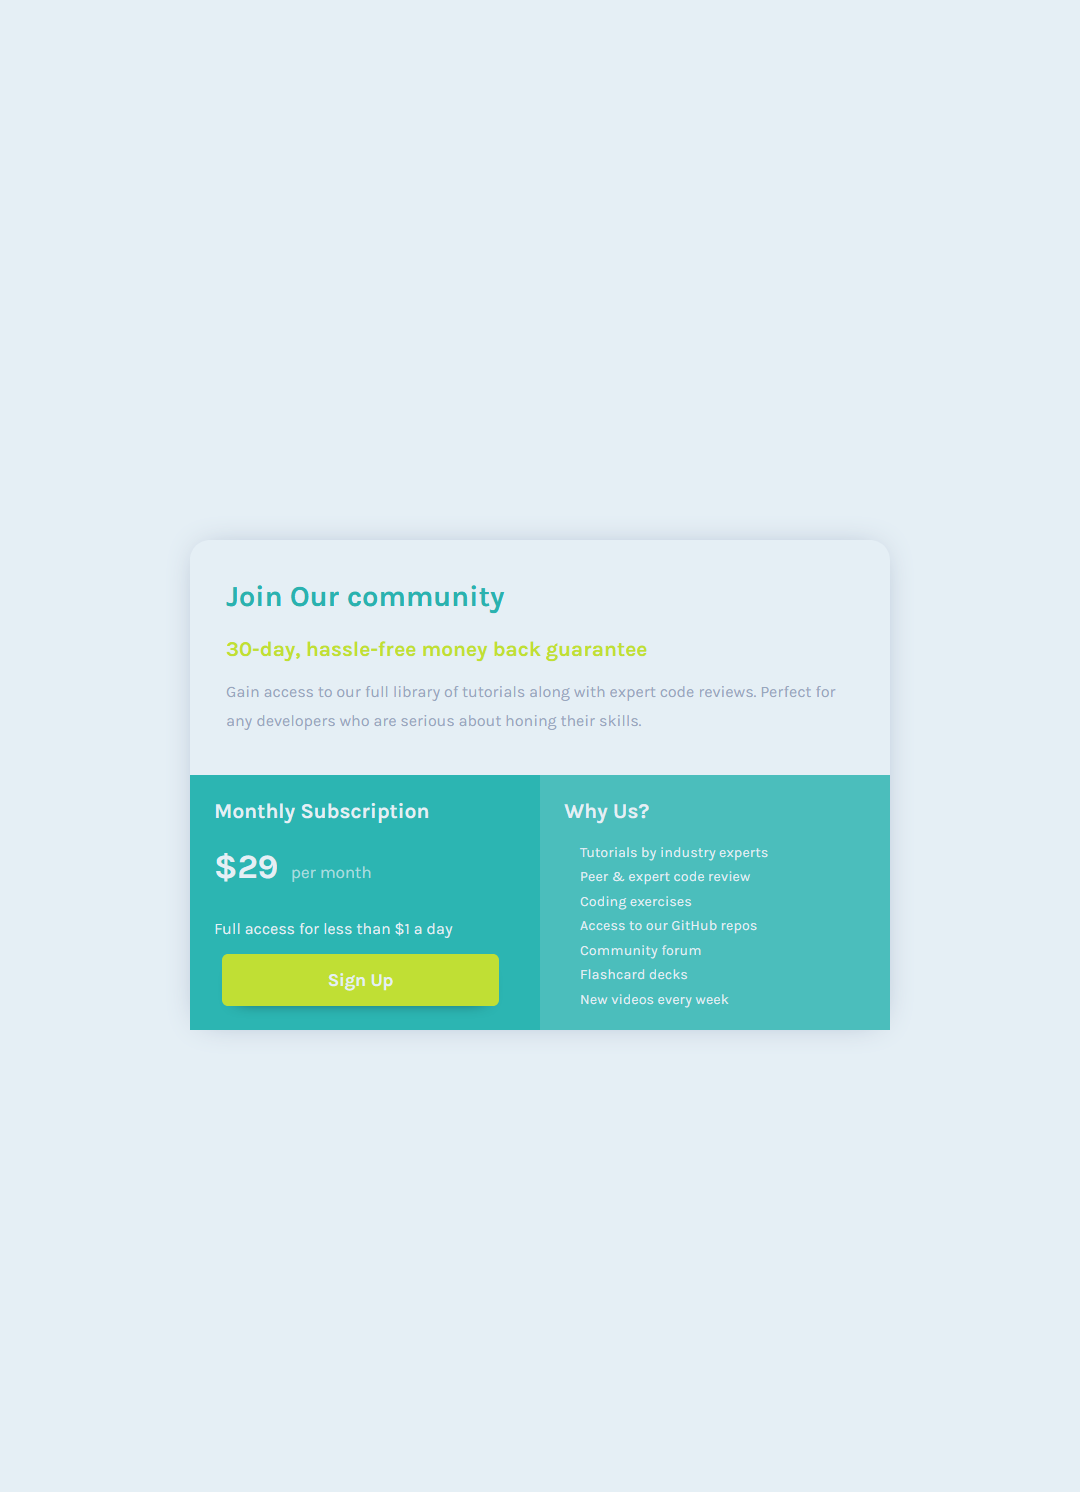 Join Our community
30-day, hassle-free money back guarantee
Gain access to our full library of tutorials along with expert code reviews. Perfect for
any developers who are serious about honing their skills.
Monthly Subscription
$29 per month
Full access for less than $1 a day
Sign Up
Why Us?
Tutorials by industry experts
Peer & expert code review
Coding exercises
Access to our GitHub repos
Community forum
Flashcard decks
New videos every week